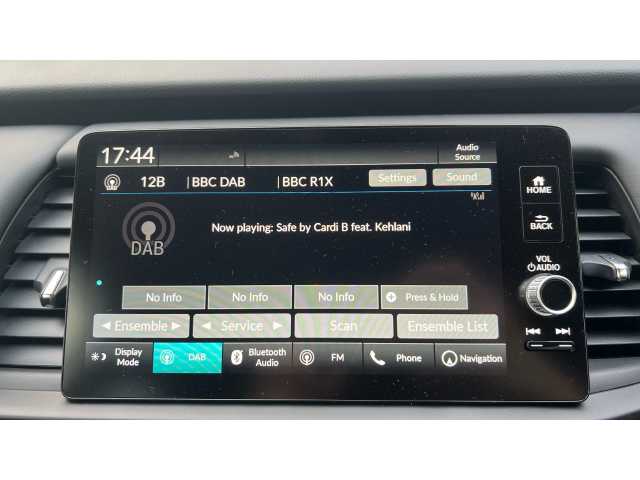 17:44
Audio Source
DAB 12B |BBC DAB |BBC R1X Settings Sound
HOME
DAB
Now playing: Safe by Cardi B feat. Kehlani
BACK
VOL
AUDIO
No Info No Info No Info Press & Hold
Ensemble Service Scan Ensemble List
Display Mode DAB Bluetooth Audio FM Phone Navigation